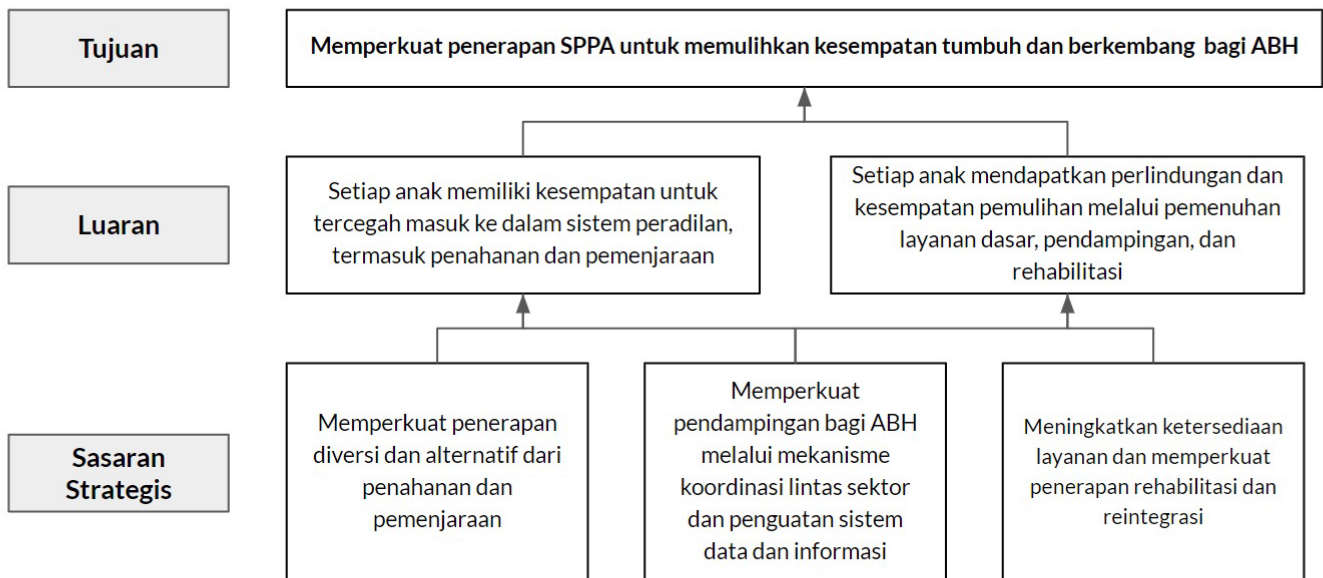 Tujuan
Memperkuat penerapan SPPA untuk memulihkan kesempatan tumbuh dan berkembang bagi ABH
Luaran
Setiap anak memiliki kesempatan untuk
tercegah masuk ke dalam sistem peradilan,
termasuk penahanan dan pemenjaraan
Setiap anak mendapatkan perlindungan dan
kesempatan pemulihan melalui pemenuhan
layanan dasar, pendampingan, dan
rehabilitasi
Sasaran
Strategis
Memperkuat penerapan
diversi dan alternatif dari
penahanan dan
pemenjaraan
Memperkuat
pendampingan bagi ABH
melalui mekanisme
koordinasi lintas sektor
dan penguatan sistem
data dan informasi
Meningkatkan ketersediaan
layanan dan memperkuat
penerapan rehabilitasi dan
reintegrasi